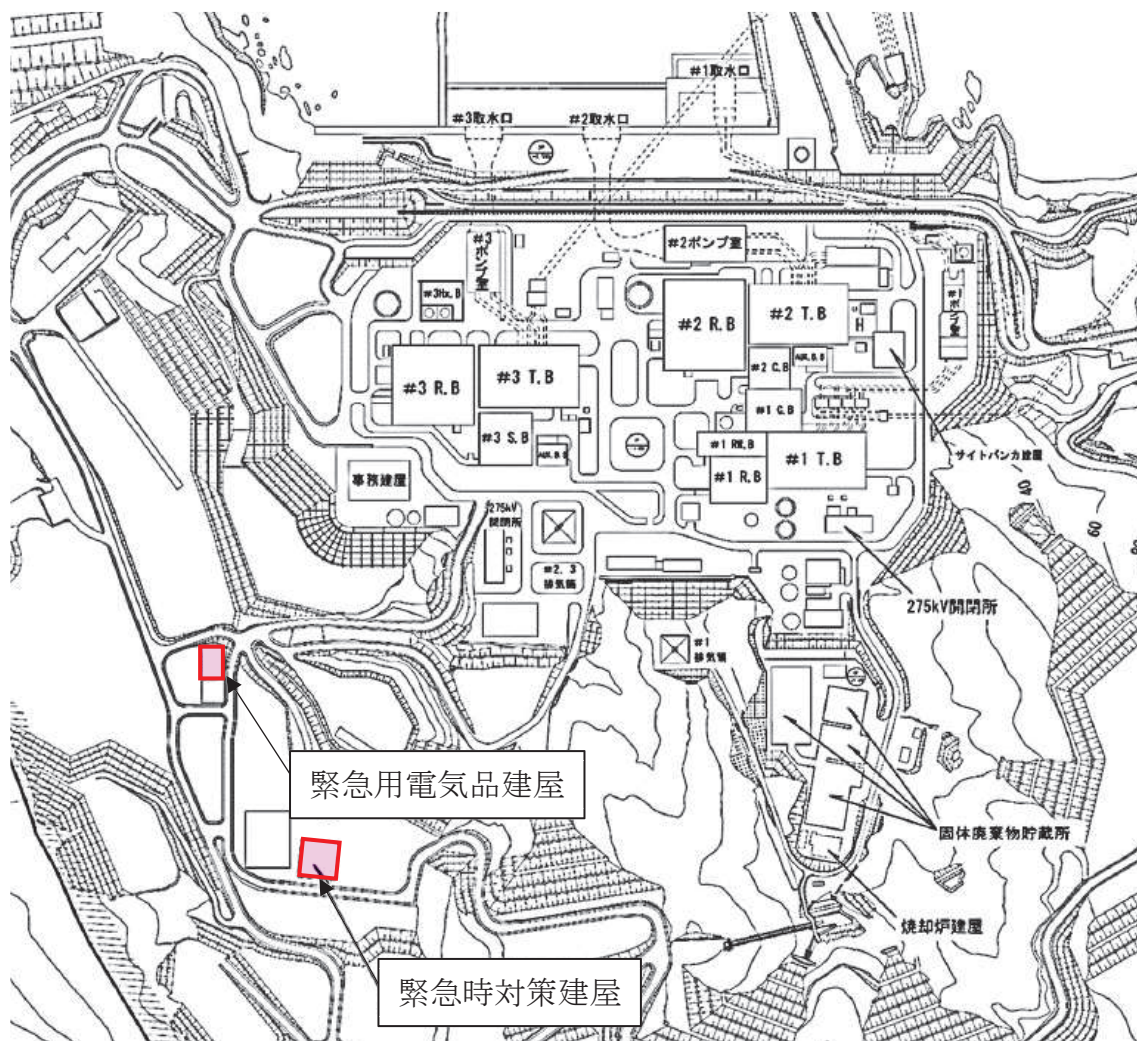 #1取水口
#3取水口
#2取水口
#3
ポンプ室
#2ポンプ室
#1
ポンプ室
#3Hx.B
#2 R.B
#2 T.B
#3 R.B
#3 T.B
#2 C.B
AUX.B.B
#1 C.B
#3 S.B
AUX.B.B
#1 RW.B
#1 T.B
#1 R.B
サイトバンカ建屋
事務建屋
40
60
275kV
開閉所
#2, 3
排気筒
275kV開閉所
#1
排気筒
緊急用電気品建屋
固体廃棄物貯蔵所
焼却炉建屋
緊急時対策建屋